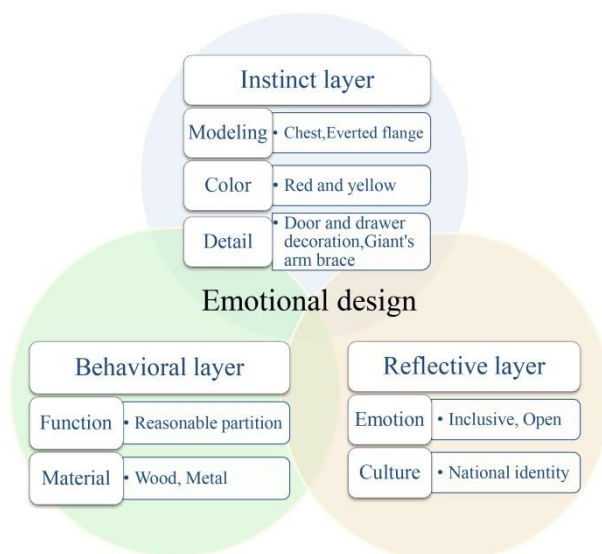 Instinct layer
Modeling
• Chest,Everted flange
Color
• Red and yellow
Detail
• Door and drawer
decoration,Giant's
arm brace
Emotional design
Behavioral layer
Function
• Reasonable partition
Material
• Wood, Metal
Reflective layer
Emotion
• Inclusive, Open
Culture
• National identity